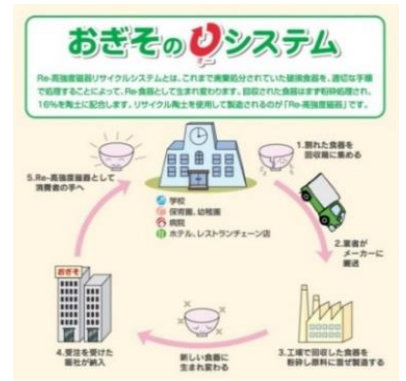 おぎそのリオーシステム
Re-高強度磁器リサイクルシステムとは、これまで廃棄処分されていた破損食器を、適切な手順
で処理することによって、Re-食器として生まれ変わります。回収された食器はまず粉砕処理され、
16%を陶土に配合します。リサイクル陶土を使用して製造されるのが「Re-高強度磁器」です。
1.割れた食器を
回収箱に集める
5.Re-高強度磁器として
消費者の手へ
学校
保育園、幼稚園
病院
ホテル、レストランチェーン店
2.業者が
メーカーに
搬送
おぎそ
4.受注を受けた
販社が納入
新しい食器に
生まれ変わる
3.工場で回収した食器を
粉砕し原料に混ぜ製造する